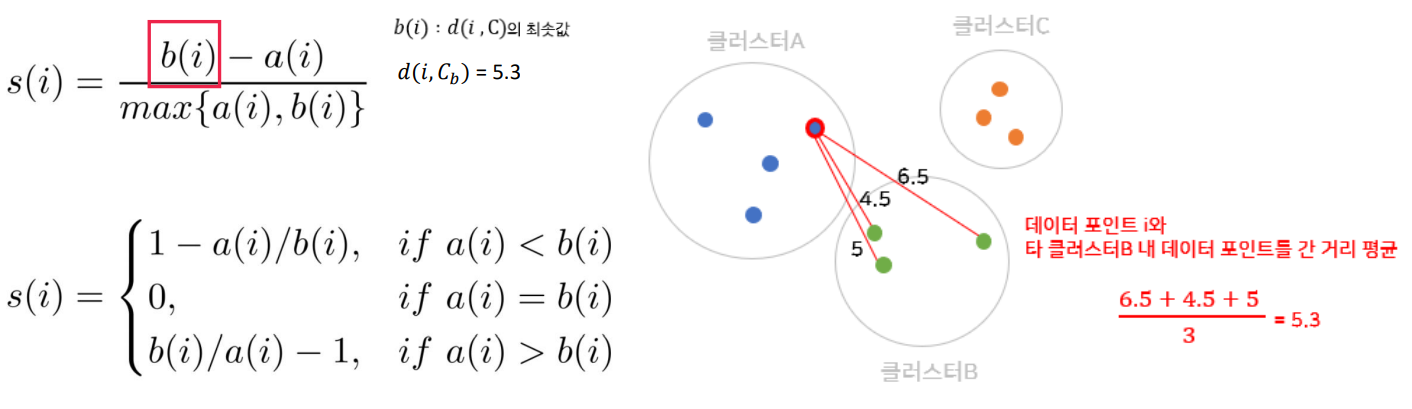 s(i) = \frac{b(i) − a(i)}{max\{a(i), b(i)\}}
b(i) : d(i , C)의 최솟값
d(i, C_b) = 5.3
s(i) = \begin{cases} 1 − a(i)/b(i), & if a(i) < b(i) \\ 0, & if a(i) = b(i) \\ b(i)/a(i) − 1, & if a(i) > b(i) \end{cases}
클러스터A
클러스터C
6.5
4.5
5
클러스터B
데이터 포인트 i와
타 클러스터B 내 데이터 포인트를 간 거리 평균
\frac{6.5 + 4.5 + 5}{3} = 5.3